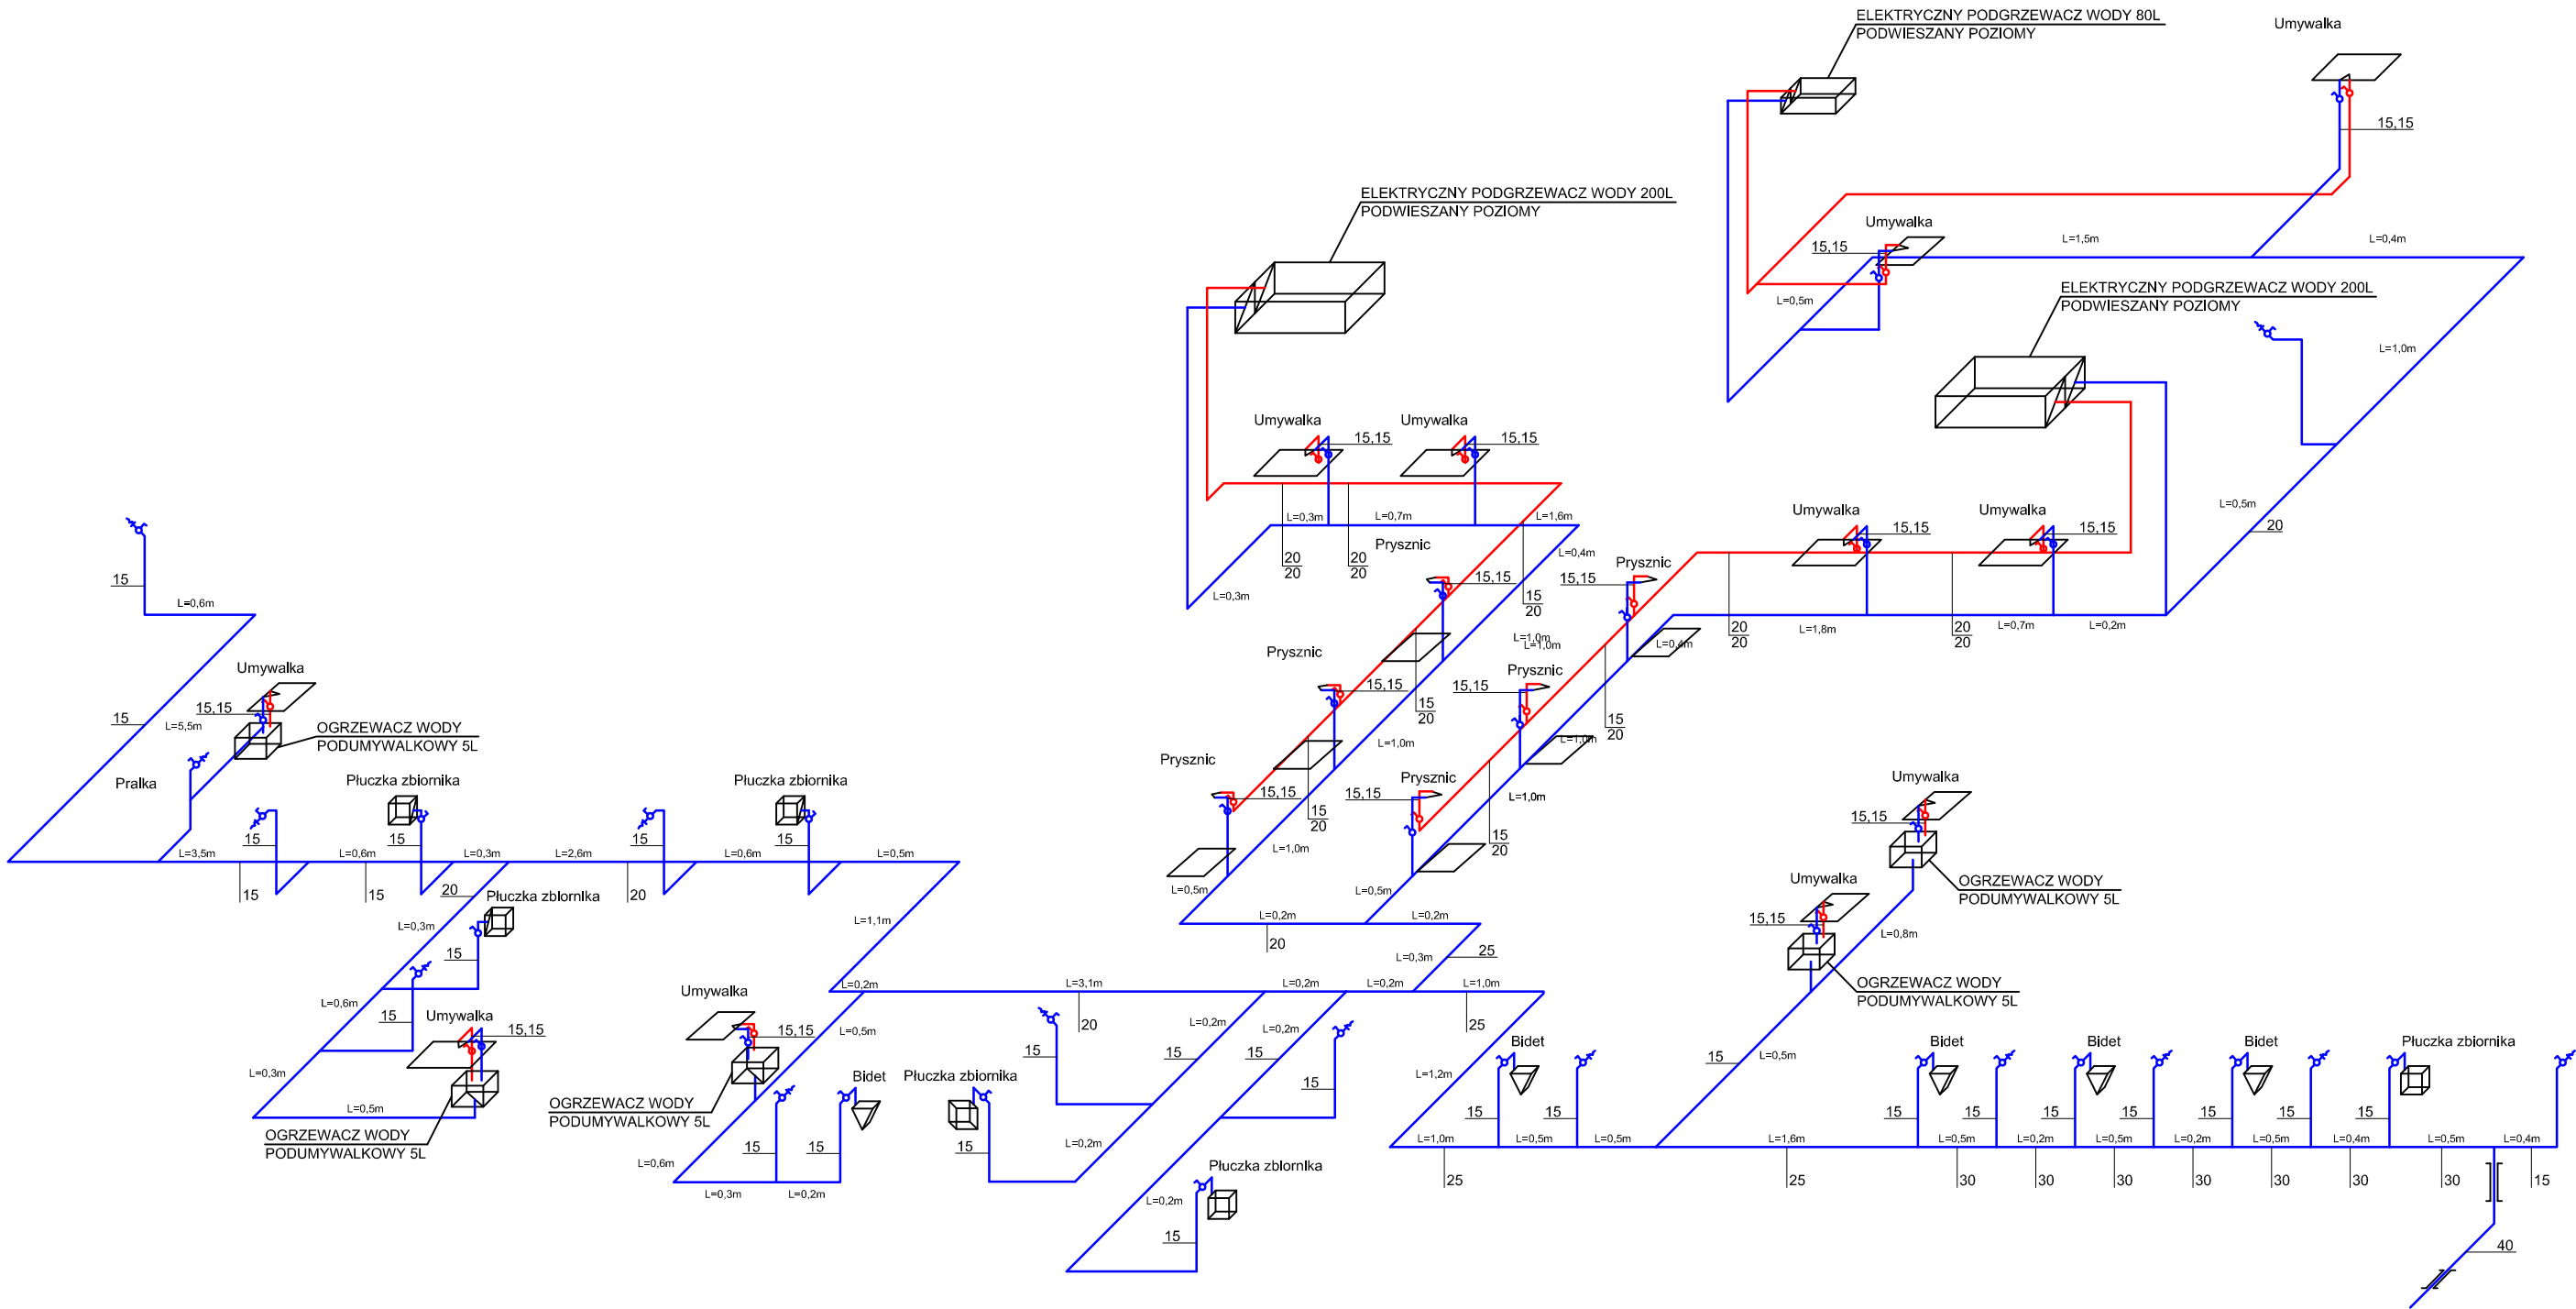 ELEKTRYCZNY PODGRZEWACZ WODY 80L
PODWIESZANY POZIOMY
Umywalka
15,15
ELEKTRYCZNY PODGRZEWACZ WODY 200L
PODWIESZANY POZIOMY
Umywalka
15,15
L=1,5m
L=0,4m
L=0,5m
ELEKTRYCZNY PODGRZEWACZ WODY 200L
PODWIESZANY POZIOMY
L=1,0m
Umywalka
15,15
Umywalka
15,15
L=0,3m
L=0,7m
L=1,6m
Prysznic
L=0,4m
20
20
20
20
15
20
L=0,3m
15,15
Prysznic
15,15
Umywalka
15,15
Umywalka
15,15
L=0,5m
20
L=1,0m
L=1,0m
L=0,4m
20
20
L=1,8m
20
20
L=0,7m
L=0,2m
15
L=0,6m
15
L=5,5m
Umywalka
15,15
OGRZEWACZ WODY
PODUMYWALKOWY 5L
Pralka
Prysznic
15,15
15
20
L=1,0m
Prysznic
15,15
15
20
L=1,0m
Prysznic
15,15
15
20
L=1,0m
Prysznic
15,15
15
20
L=1,0m
L=0,5m
L=0,5m
Płuczka zbiornika
15
15
Płuczka zbiornika
15
15
L=3,5m
L=0,6m
L=0,3m
L=2,6m
L=0,6m
L=0,5m
15
15
20
20
Płuczka zbiornika
L=0,3m
15
L=1,1m
L=0,2m
L=0,2m
20
L=0,3m
25
Umywalka
15,15
OGRZEWACZ WODY
PODUMYWALKOWY 5L
L=0,8m
Umywalka
15,15
OGRZEWACZ WODY
PODUMYWALKOWY 5L
L=0,6m
15
Umywalka
15,15
L=0,3m
L=0,5m
OGRZEWACZ WODY
PODUMYWALKOWY 5L
L=0,2m
L=3,1m
L=0,2m
L=0,2m
L=1,0m
20
25
Umywalka
15,15
L=0,5m
OGRZEWACZ WODY
PODUMYWALKOWY 5L
Bidet
15
15
L=0,6m
L=0,3m
L=0,2m
Płuczka zbiornika
15
15
L=0,2m
15
L=0,2m
L=0,2m
15
15
L=0,2m
Płuczka zbiornika
15
L=1,2m
15
L=0,5m
Bidet
15
15
L=1,0m
L=0,5m
L=0,5m
L=1,6m
25
25
Bidet
15
15
Bidet
15
15
Bidet
15
15
Płuczka zbiornika
15
L=0,5m
L=0,2m
L=0,5m
L=0,2m
L=0,5m
L=0,4m
L=0,5m
L=0,4m
30
30
30
30
30
30
30
15
40